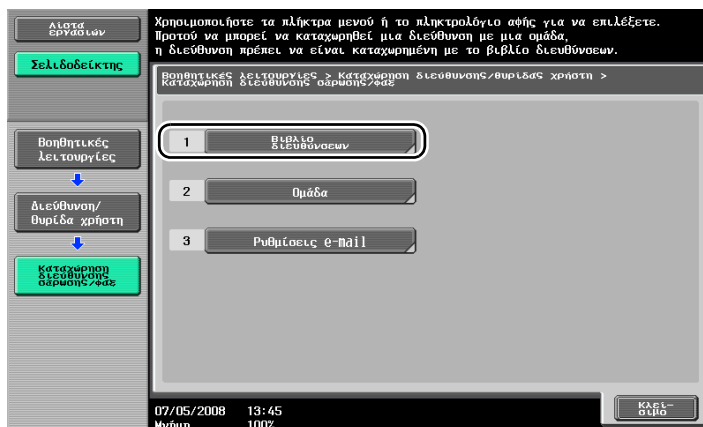 Λίστα
εργασιών
Χρησιμοποιήστε τα πλήκτρα μενού ή το πληκτρολόγιο αφής για να επιλέξετε.
Προτού να μπορεί να καταχωρηθεί μια διεύθυνση με μια ομάδα,
η διεύθυνση πρέπει να είναι καταχωρημένη με το βιβλίο διευθύνσεων.
Σελιδοδείκτης
Βοηθητικές λειτουργίες > Καταχώρηση διεύθυνσης/θυρίδας χρήστη >
Καταχώρηση διεύθυνσης σάρωσης/φαξ
1 Βιβλίο
διευθύνσεων
Βοηθητικές
λειτουργίες
2 Ομάδα
Διεύθυνση/
θυρίδα χρήστη
3 Ρυθμίσεις e-mail
Καταχώρηση
διεύθυνσης
σάρωσης/φαξ
Κλεί-
σιμο
07/05/2008 13:45
Μνήμη 100%